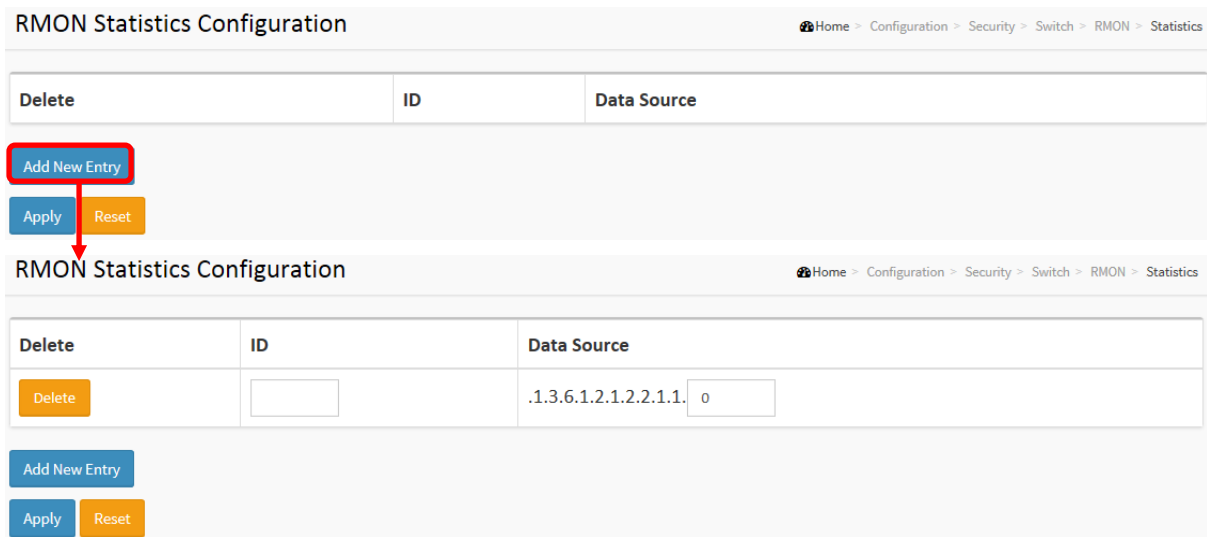 RMON Statistics Configuration
Home > Configuration > Security > Switch > RMON > Statistics
Delete ID Data Source
Add New Entry
Apply Reset
RMON Statistics Configuration
Home > Configuration > Security > Switch > RMON > Statistics
Delete ID Data Source
Delete .1.3.6.1.2.1.2.2.1.1. 0
Add New Entry
Apply Reset